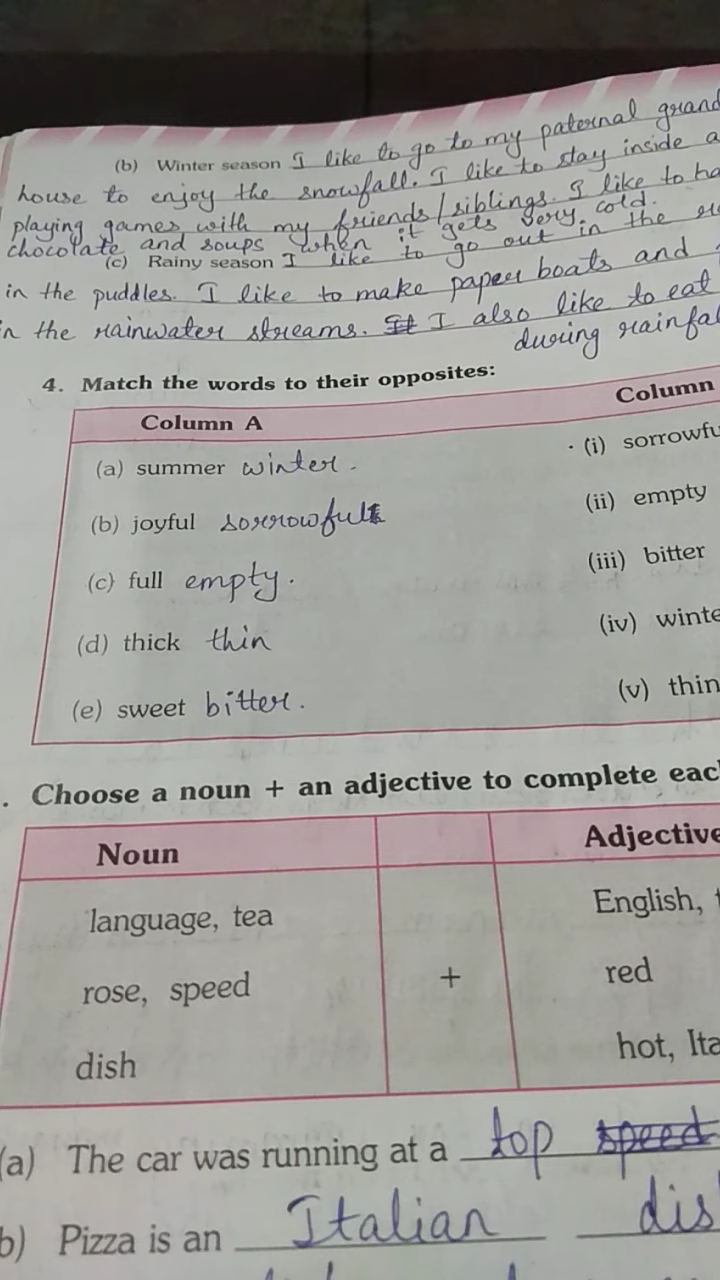 (b) Winter season I like to go to my paternal grand
house to enjoy the snowfall. I like to stay inside a
playing games with my friends/siblings. I like to ha
chocolate and soups when it gets very cold.
(c) Rainy season I like to go out in the
in the puddles. I like to make paper boats and
in the rainwater streams. I also like to eat
during rainfal
4. Match the words to their opposites:
Column A Column
(a) summer winter. (i) sorrowfu
(b) joyful sorrowful (ii) empty
(c) full empty. (iii) bitter
(d) thick thin (iv) winte
(e) sweet bitter. (v) thin
. Choose a noun + an adjective to complete eac
Noun Adjective
language, tea English,
rose, speed + red
dish hot, Ita
(a) The car was running at a top speed
b) Pizza is an Italian dis